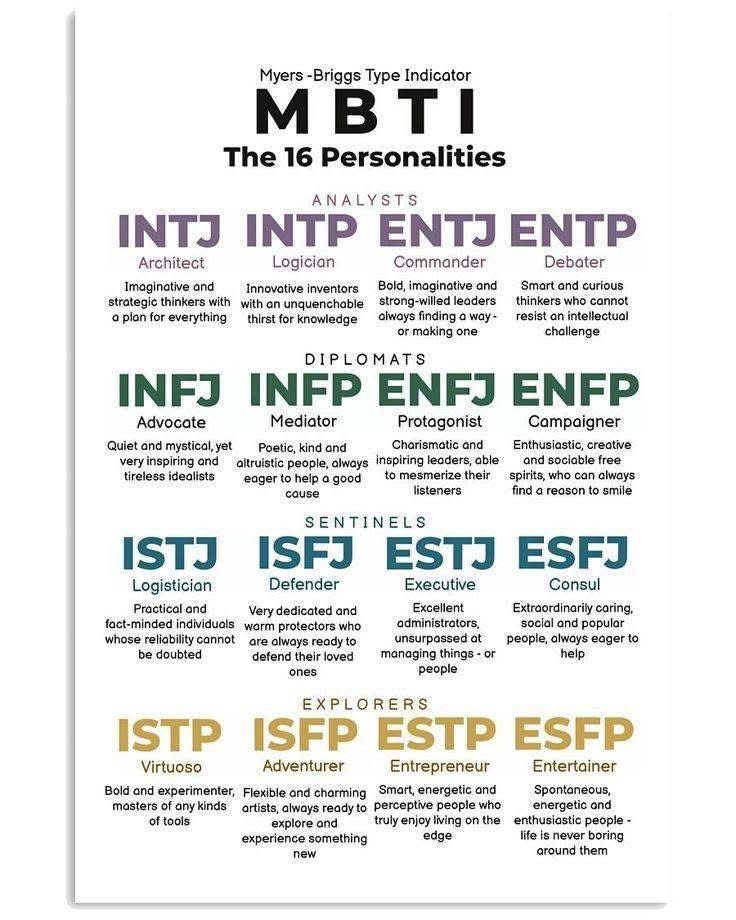 Myers -Briggs Type Indicator
MBTI
The 16 Personalities
ANALYSTS
INTJ
Architect
Imaginative and
strategic thinkers with
a plan for everything
INTP
Logician
Innovative inventors
with an unquenchable
thirst for knowledge
ENTJ
Commander
Bold, imaginative and
strong-willed leaders
always finding a way -
or making one
ENTP
Debater
Smart and curious
thinkers who cannot
resist an intellectual
challenge
DIPLOMATS
INFJ
Advocate
Quiet and mystical, yet
very inspiring and
tireless idealists
INFP
Mediator
Poetic, kind and
altruistic people, always
eager to help a good
cause
ENFJ
Protagonist
Charismatic and
inspiring leaders, able
to mesmerize their
listeners
ENFP
Campaigner
Enthusiastic, creative
and sociable free
spirits, who can always
find a reason to smile
SENTINELS
ISTJ
Logistician
Practical and
fact-minded individuals
whose reliability cannot
be doubted
ISFJ
Defender
Very dedicated and
warm protectors who
are always ready to
defend their loved
ones
ESTJ
Executive
Excellent
administrators,
unsurpassed at
managing things - or
people
ESFJ
Consul
Extraordinarily caring,
social and popular
people, always eager to
help
EXPLORERS
ISTP
Virtuoso
Bold and experimenter,
masters of any kinds
of tools
ISFP
Adventurer
Flexible and charming
artists, always ready to
explore and
experience something
new
ESTP
Entrepreneur
Smart, energetic and
perceptive people who
truly enjoy living on the
edge
ESFP
Entertainer
Spontaneous,
energetic and
enthusiastic people -
life is never boring
around them